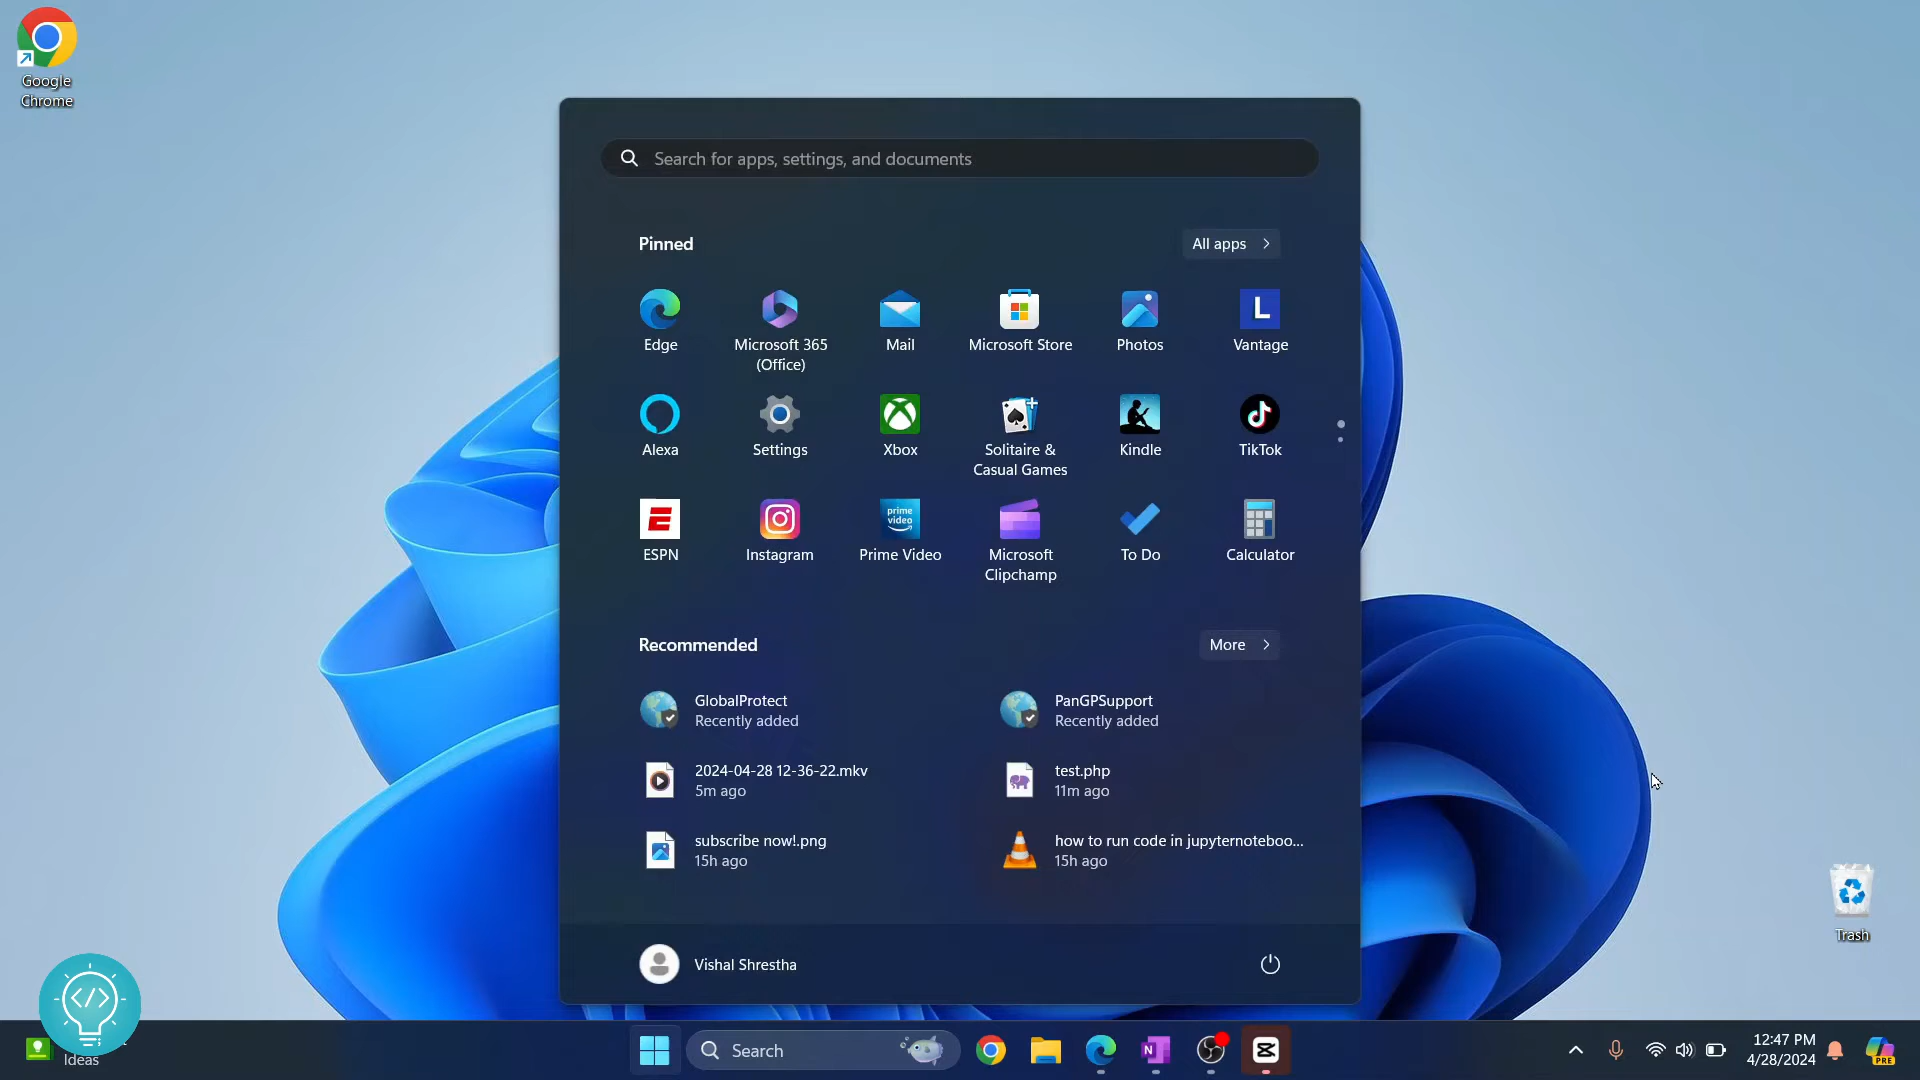 Google
Chrome
Search for apps, settings, and documents
Pinned
All apps
Edge
Microsoft 365
(Office)
Mail
Microsoft Store
Photos
L
Vantage
Alexa
Settings
Xbox
Solitaire &
Casual Games
Kindle
TikTok
E
ESPN
Instagram
prime
video
Prime Video
Microsoft
Clipchamp
To Do
Calculator
Recommended
More
GlobalProtect
Recently added
PanGPSupport
Recently added
2024-04-28 12-36-22.mkv
5m ago
test.php
11m ago
subscribe now!.png
15h ago
how to run code in jupyternoteboo...
15h ago
Vishal Shrestha
Trash
</>
Ideas
Search
N
12:47 PM
4/28/2024
PRE